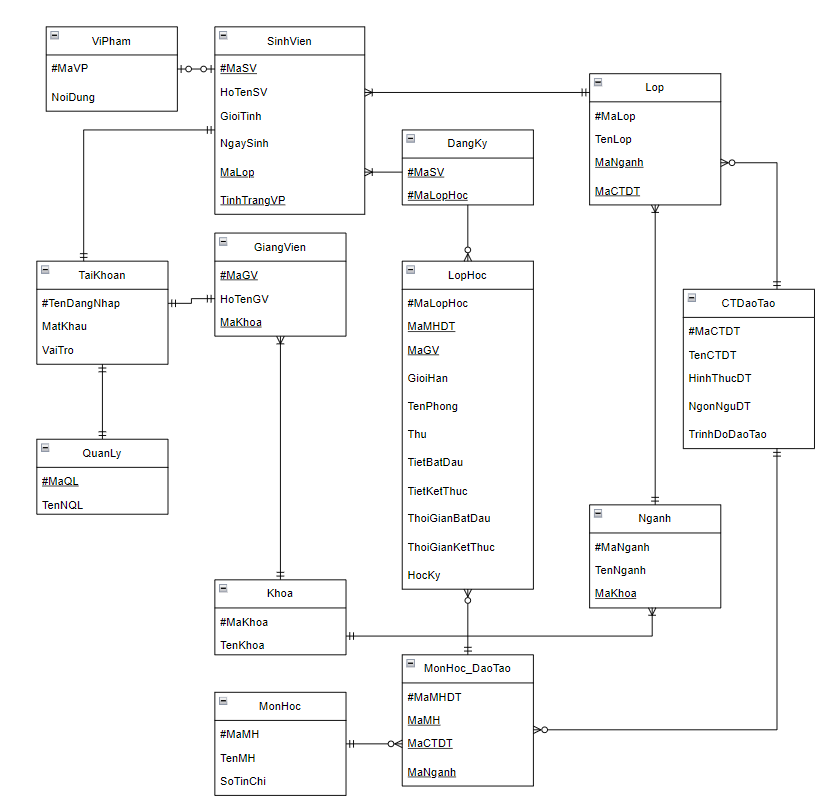 ViPham
#MaVP
NoiDung
SinhVien
#MaSV
HoTenSV
GioiTinh
NgaySinh
MaLop
TinhTrangVP
Lop
#MaLop
TenLop
MaNganh
MaCTDT
DangKy
#MaSV
#MaLopHoc
TaiKhoan
#TenDangNhap
MatKhau
VaiTro
GiangVien
#MaGV
HoTenGV
MaKhoa
LopHoc
#MaLopHoc
MaMHDT
MaGV
GioiHan
TenPhong
Thu
TietBatDau
TietKetThuc
ThoiGianBatDau
ThoiGianKetThuc
HocKy
CTDaoTao
#MaCTDT
TenCTDT
HinhThucDT
NgonNguDT
TrinhDoDaoTao
QuanLy
#MaQL
TenNQL
Nganh
#MaNganh
TenNganh
MaKhoa
Khoa
#MaKhoa
TenKhoa
MonHoc_DaoTao
#MaMHDT
MaMH
MaCTDT
MaNganh
MonHoc
#MaMH
TenMH
SoTinChi